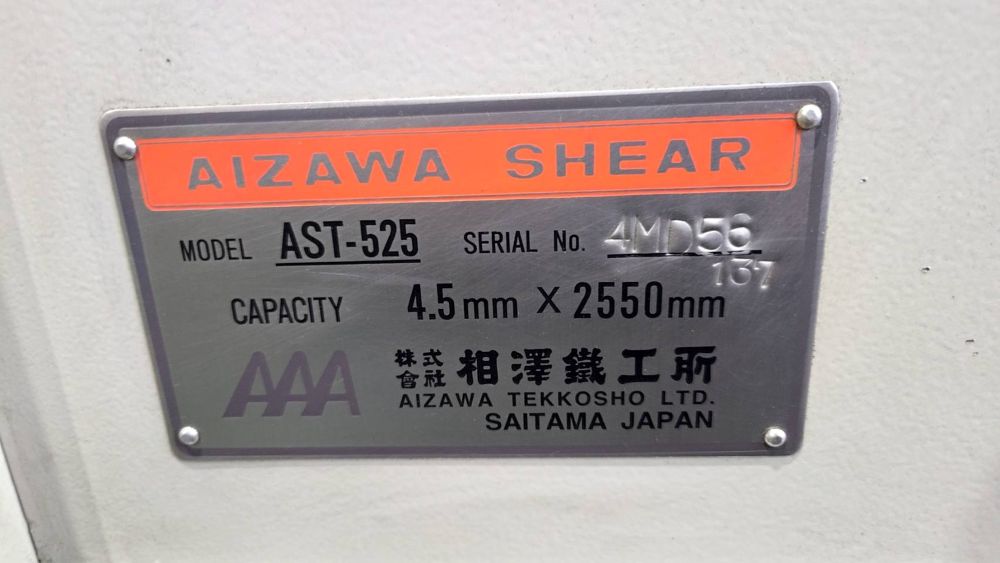 AIZAWA SHEAR
MODEL AST-525 SERIAL No. 4MD56
137
CAPACITY 4.5mm X 2550mm
AAA 株式會社 相澤鐵工所
AIZAWA TEKKOSHO LTD.
SAITAMA JAPAN